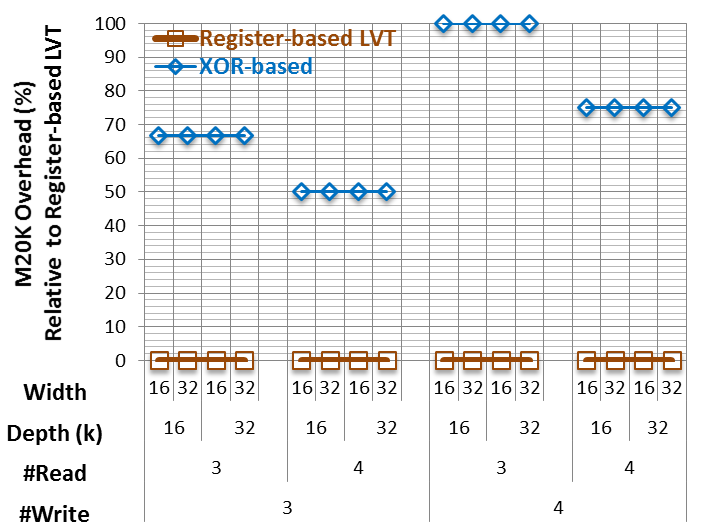 M20K Overhead (%)
Relative to Register-based LVT
100
90
80
70
60
50
40
30
20
10
0
Register-based LVT
XOR-based
Width 16 32 16 32 16 32 16 32 16 32 16 32 16 32 16 32
Depth (k) 16 32 16 32 16 32 16 32
#Read 3 4 3 4
#Write 3 4